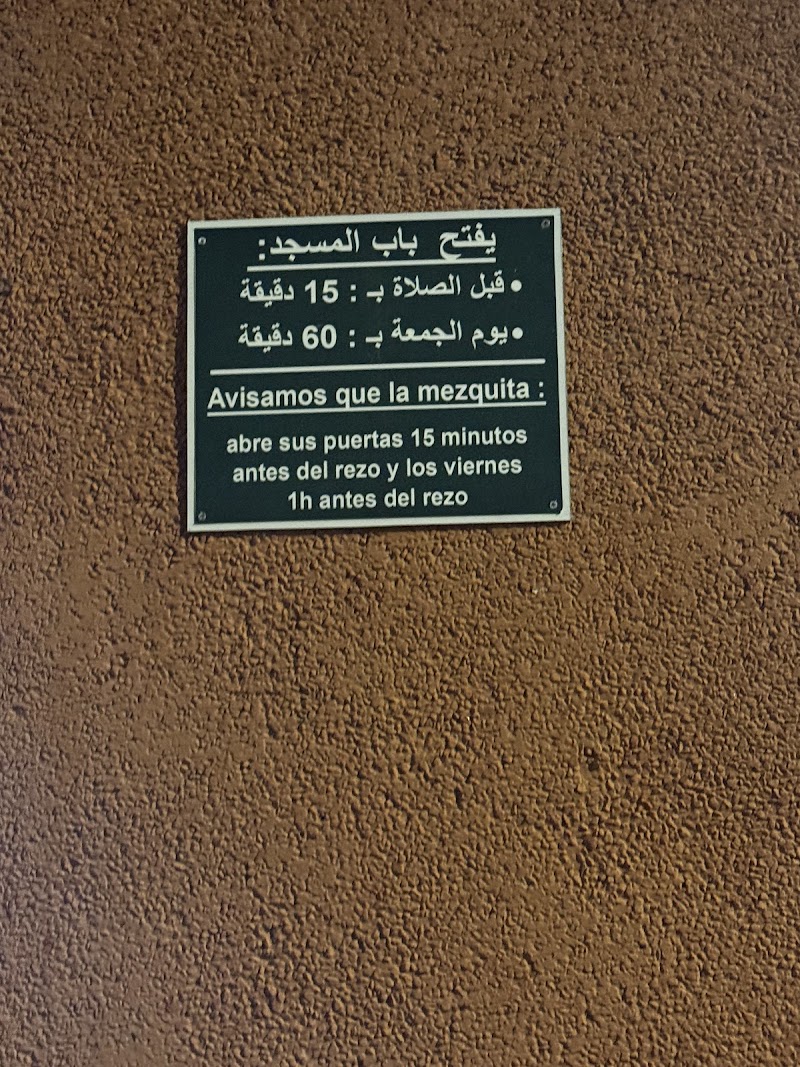 يفتح باب المسجد:
• قبل الصلاة بـ : 15 دقيقة
• يوم الجمعة بـ : 60 دقيقة
Avisamos que la mezquita :
abre sus puertas 15 minutos
antes del rezo y los viernes
1h antes del rezo